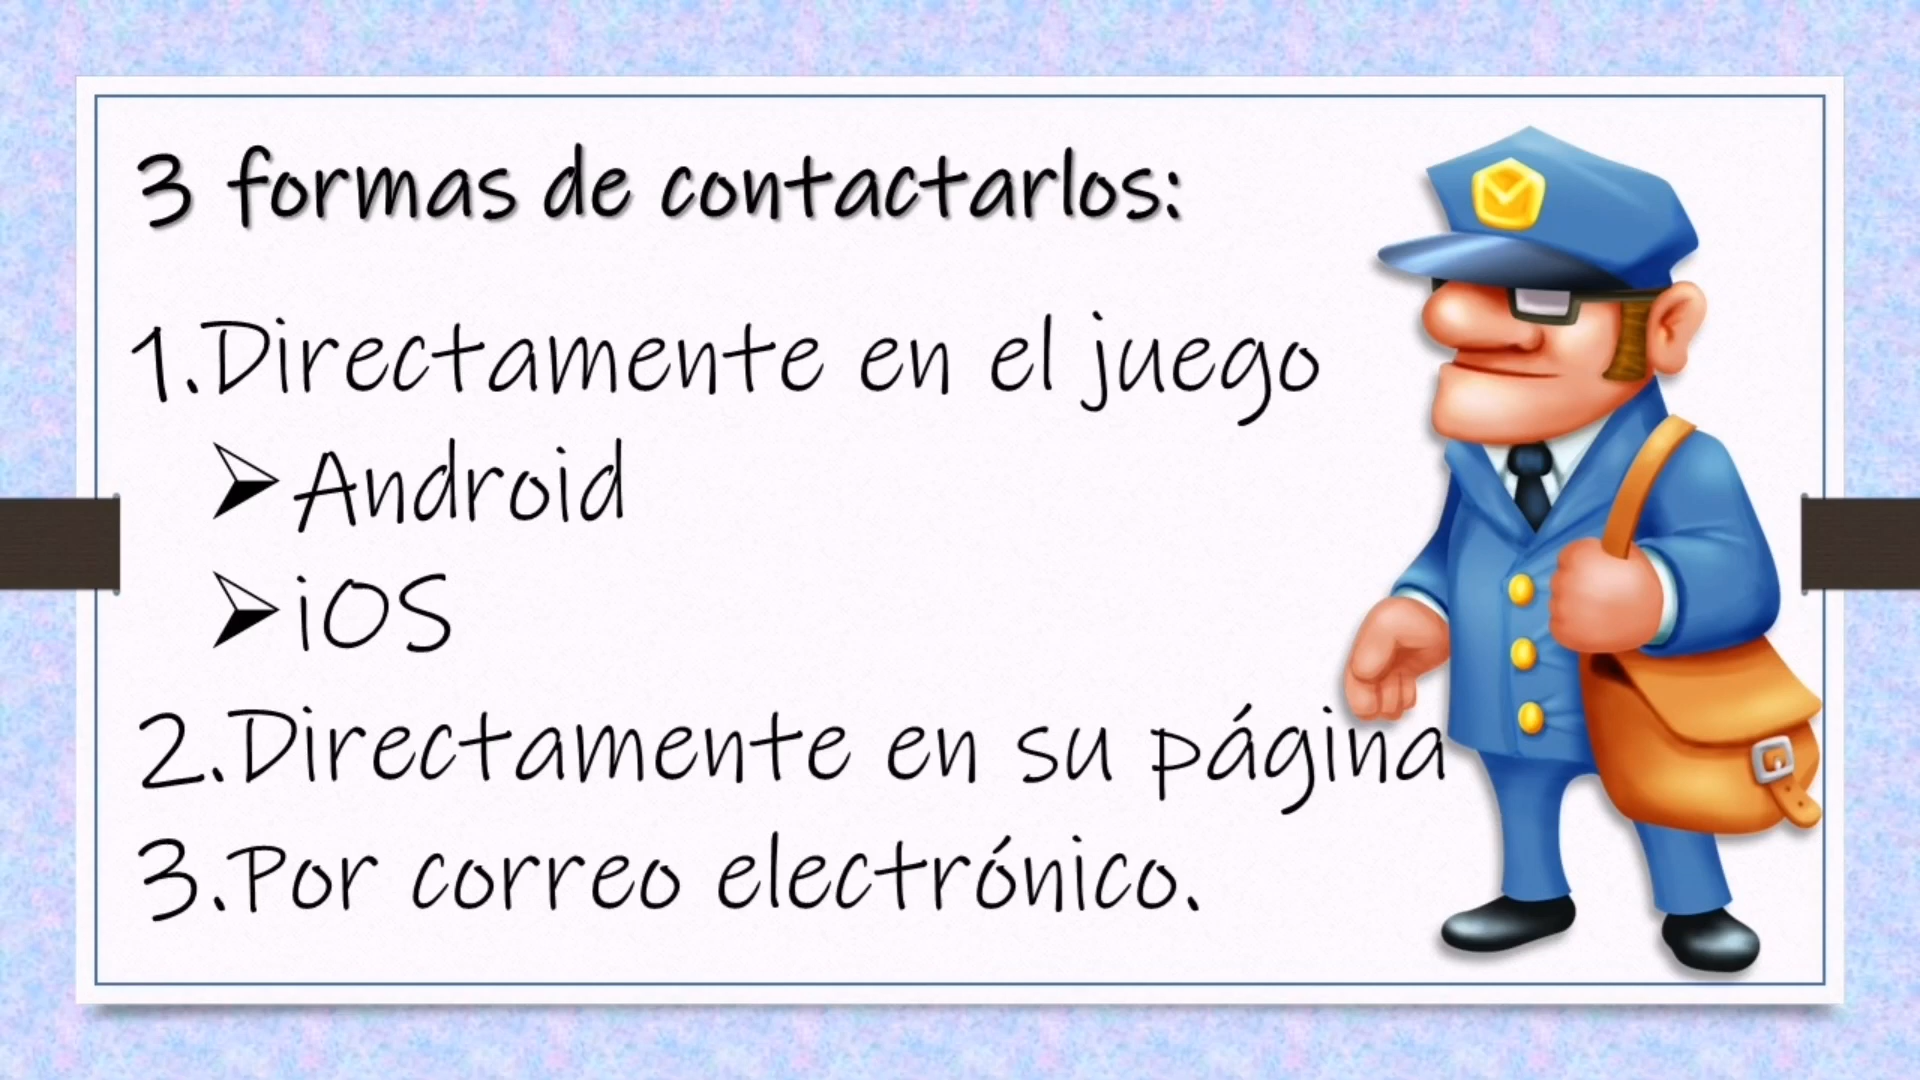 3 formas de contactarlos:
1.Directamente en el juego
➢Android
➢iOS
2.Directamente en su página
3.Por correo electrónico.